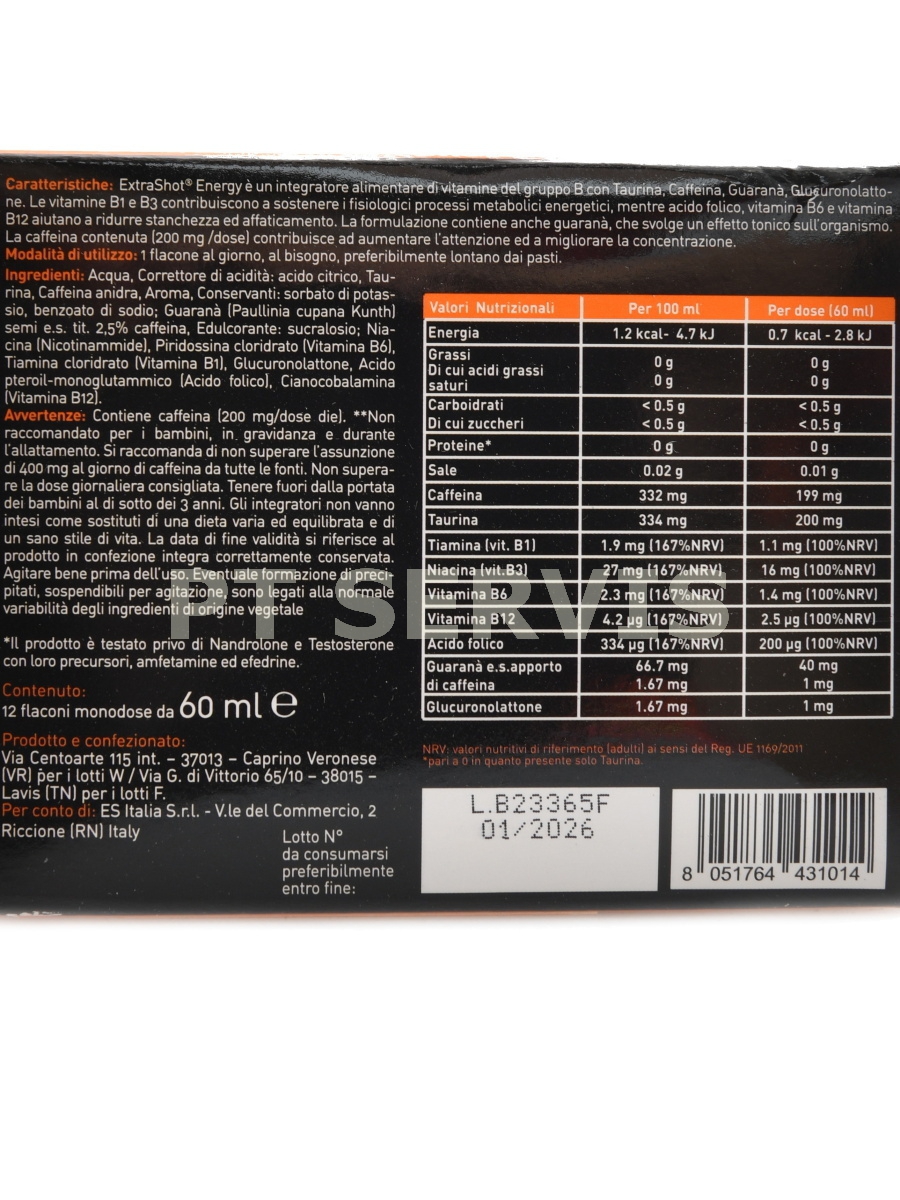 Caratteristiche: ExtraShot® Energy è un integratore alimentare di vitamine del gruppo B con Taurina, Caffeina, Guaranà, Glucuronolatto-
ne. Le vitamine B1 e B3 contribuiscono a sostenere i fisiologici processi metabolici energetici, mentre acido folico, vitamina B6 e vitamina
B12 aiutano a ridurre stanchezza ed affaticamento. La formulazione contiene anche guaranà, che svolge un effetto tonico sull'organismo.
La caffeina contenuta (200 mg /dose) contribuisce ad aumentare l'attenzione ed a migliorare la concentrazione.
Modalità di utilizzo: 1 flacone al giorno, al bisogno, preferibilmente lontano dai pasti.
Ingredienti: Acqua, Correttore di acidità: acido citrico, Tau-
rina, Caffeina anidra, Aroma, Conservanti: sorbato di potas-
sio, benzoato di sodio; Guaranà (Paullinia cupana Kunth)
semi e.s. tit. 2,5% caffeina, Edulcorante: sucralosio; Nia-
cina (Nicotinammide), Piridossina cloridrato (Vitamina B6),
Tiamina cloridrato (Vitamina B1), Glucuronolattone, Acido
pteroil-monoglutammico (Acido folico), Cianocobalamina
(Vitamina B12).
Avvertenze: Contiene caffeina (200 mg/dose die). **Non
raccomandato per i bambini, in gravidanza e durante
l'allattamento. Si raccomanda di non superare l'assunzione
di 400 mg al giorno di caffeina da tutte le fonti. Non supera-
re la dose giornaliera consigliata. Tenere fuori dalla portata
dei bambini al di sotto dei 3 anni. Gli integratori non vanno
intesi come sostituti di una dieta varia ed equilibrata e di
un sano stile di vita. La data di fine validità si riferisce al
prodotto in confezione integra correttamente conservata.
Agitare bene prima dell'uso. Eventuale formazione di preci-
pitati, sospendibili per agitazione, sono legati alla normale
variabilità degli ingredienti di origine vegetale
*Il prodotto è testato privo di Nandrolone e Testosterone
con loro precursori, amfetamine ed efedrine.
Contenuto:
12 flaconi monodose da 60 ml e
Prodotto e confezionato:
Via Centoarte 115 int. – 37013 – Caprino Veronese
(VR) per i lotti W / Via G. di Vittorio 65/10 – 38015 –
Lavis (TN) per i lotti F.
Per conto di: ES Italia S.r.l. - V.le del Commercio, 2
Riccione (RN) Italy
Lotto N°
da consumarsi
preferibilmente
entro fine:
Valori Nutrizionali Per 100 ml Per dose (60 ml)
Energia 1.2 kcal- 4.7 kJ 0.7 kcal - 2.8 kJ
Grassi 0 g 0 g
Di cui acidi grassi
saturi 0 g 0 g
Carboidrati < 0.5 g < 0.5 g
Di cui zuccheri < 0.5 g < 0.5 g
Proteine* 0 g 0 g
Sale 0.02 g 0.01 g
Caffeina 332 mg 199 mg
Taurina 334 mg 200 mg
Tiamina (vit. B1) 1.9 mg (167%NRV) 1.1 mg (100%NRV)
Niacina (vit.B3) 27 mg (167%NRV) 16 mg (100%NRV)
Vitamina B6 2.3 mg (167%NRV) 1.4 mg (100%NRV)
Vitamina B12 4.2 µg (167%NRV) 2.5 µg (100%NRV)
Acido folico 334 µg (167%NRV) 200 µg (100%NRV)
Guaranà e.s.apporto 66.7 mg 40 mg
di caffeina 1.67 mg 1 mg
Glucuronolattone 1.67 mg 1 mg
NRV: valori nutritivi di riferimento (adulti) ai sensi del Reg. UE 1169/2011
*pari a 0 in quanto presente solo Taurina.
L.B23365F
01/2026
8 051764 431014
PT SERVIS